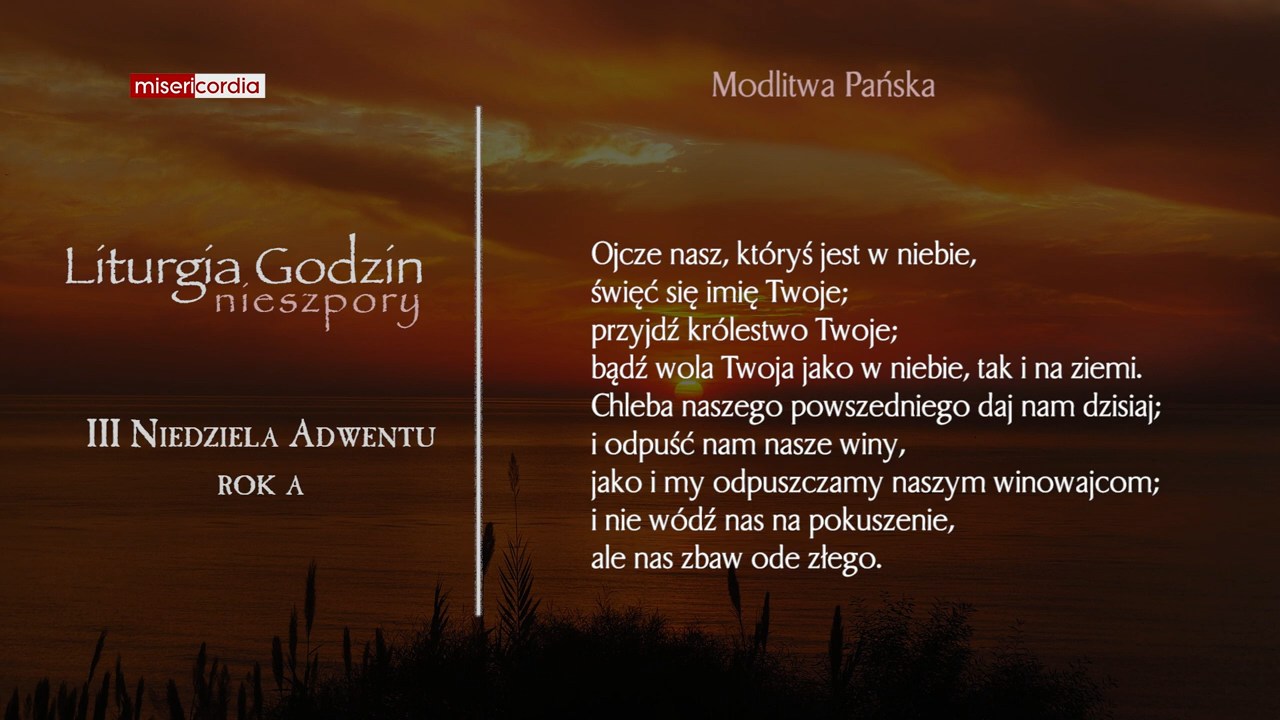 misericordia
Liturgia Godzin
nieszpory
III Niedziela Adwentu
rok a
Modlitwa Pańska
Ojcze nasz, któryś jest w niebie,
święć się imię Twoje;
przyjdź królestwo Twoje;
bądź wola Twoja jako w niebie, tak i na ziemi.
Chleba naszego powszedniego daj nam dzisiaj;
i odpuść nam nasze winy,
jako i my odpuszczamy naszym winowajcom;
i nie wódź nas na pokuszenie,
ale nas zbaw ode złego.